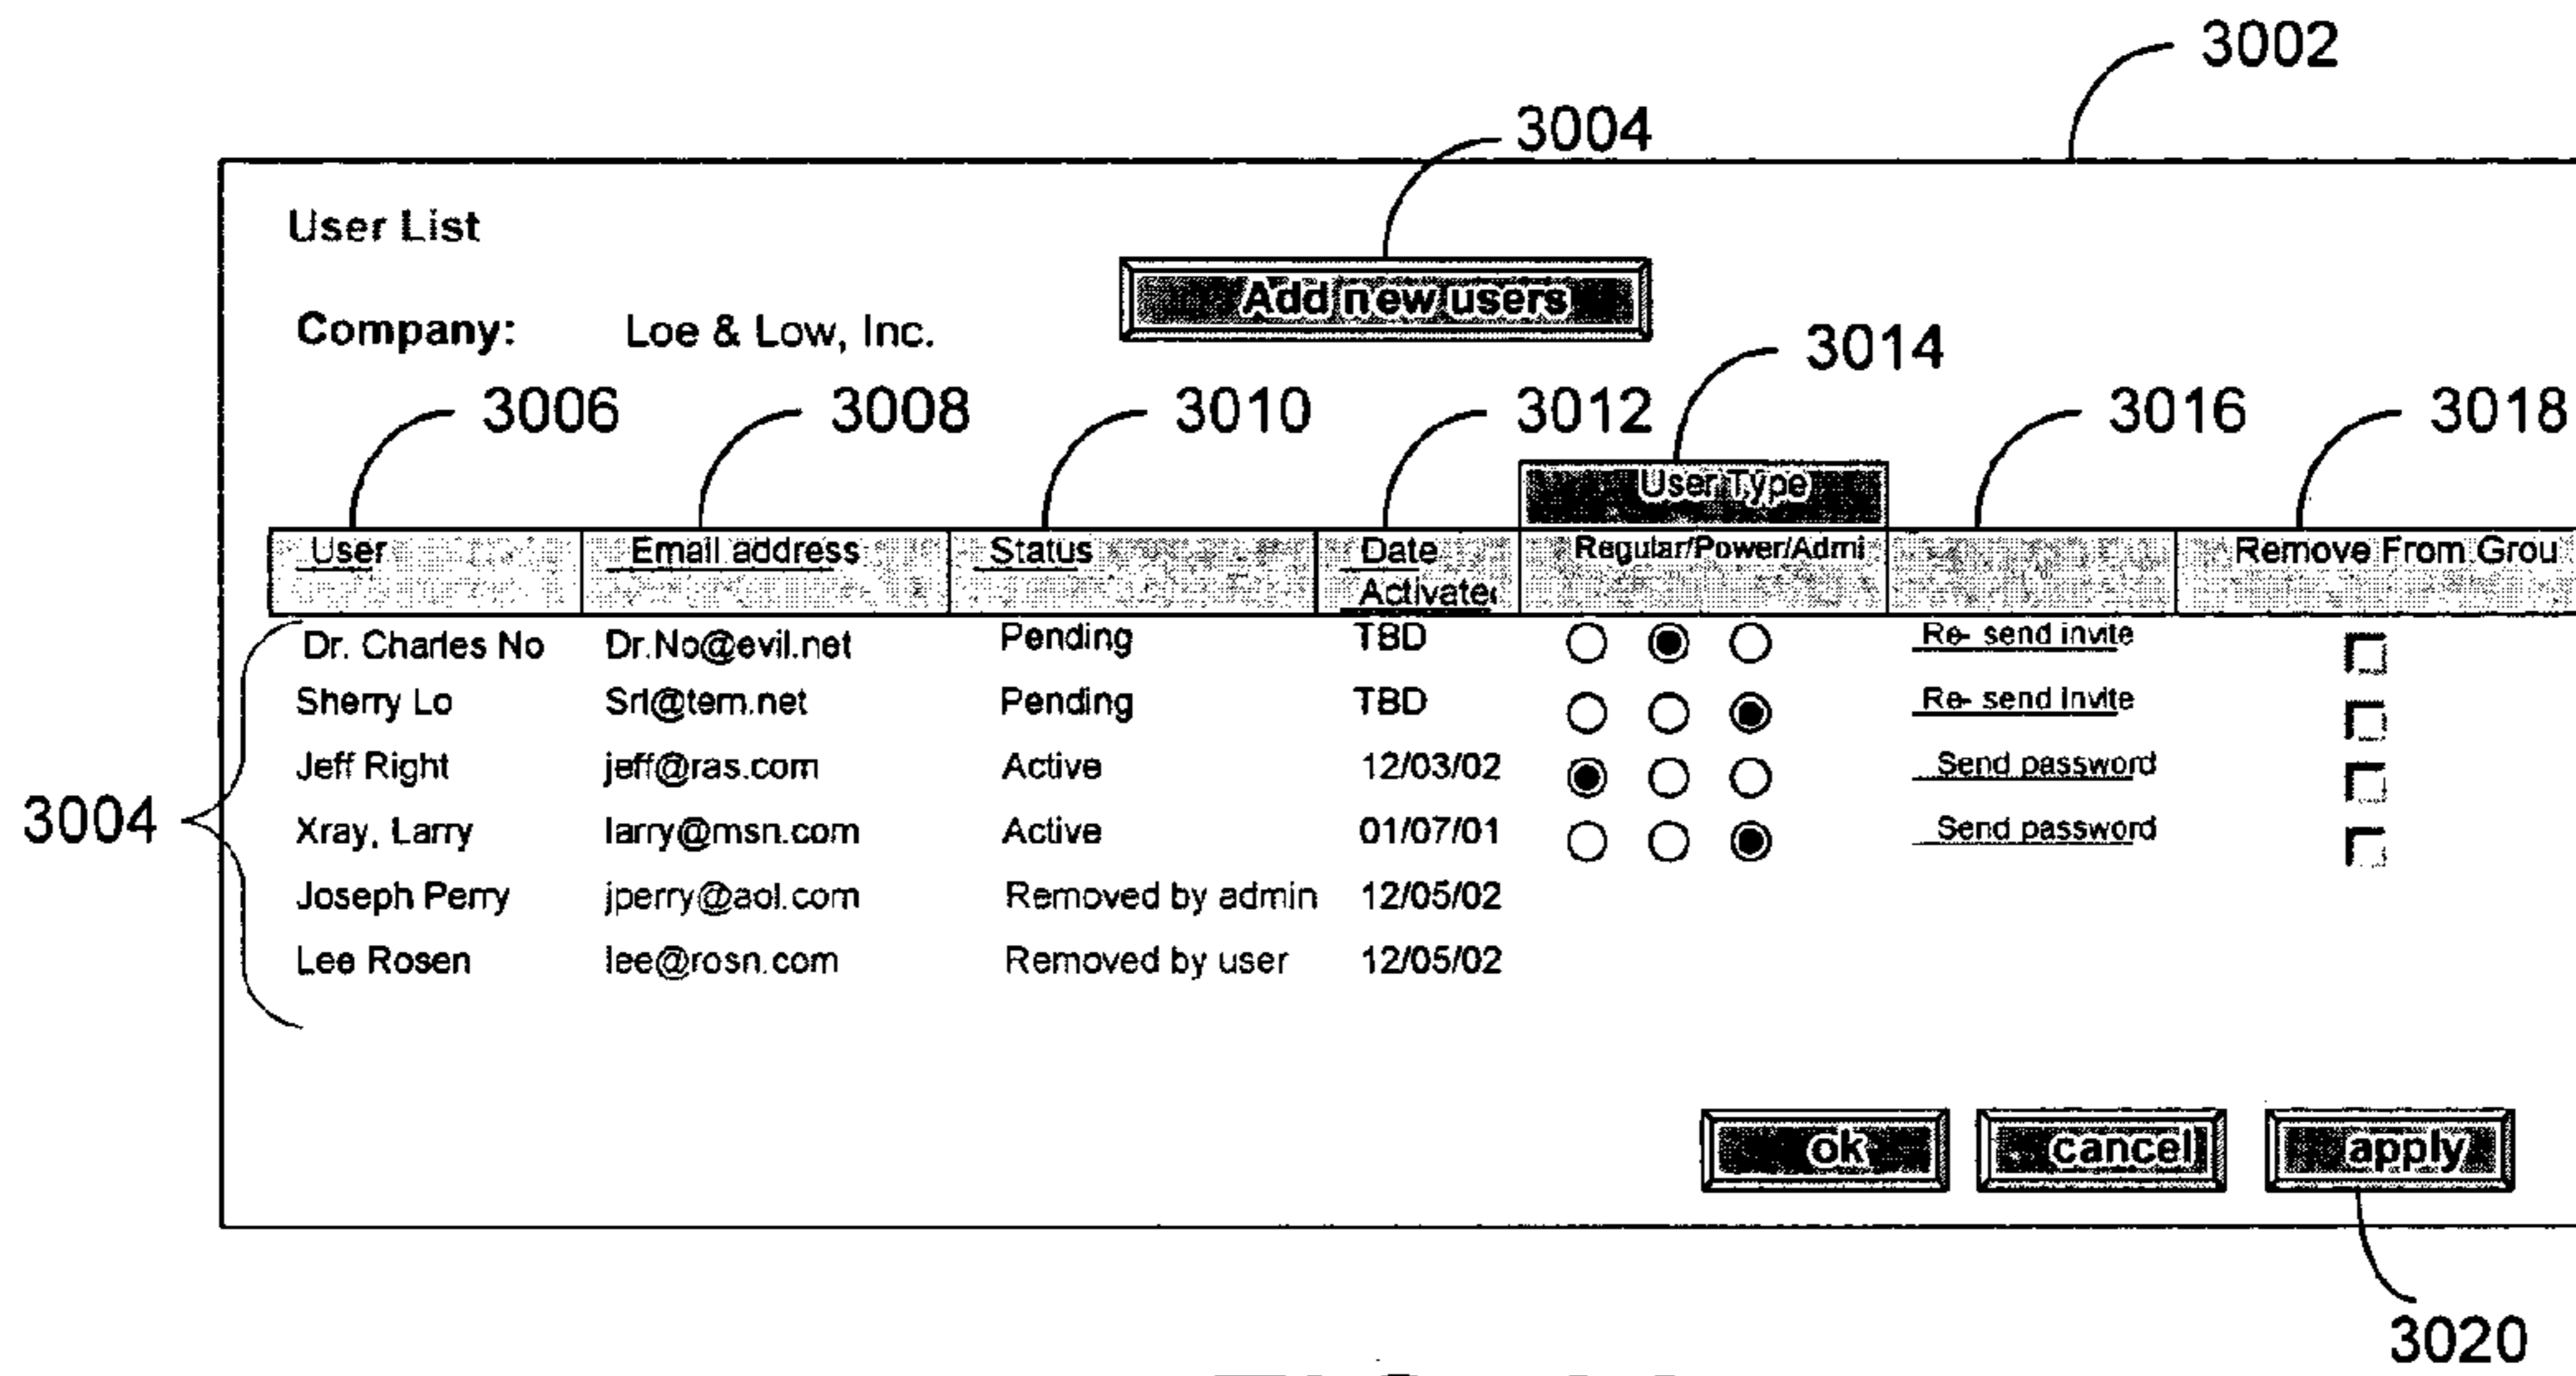 3002
3004
User List
Add new users
Company: Loe & Low, Inc.
3014
3006 3008 3010 3012 3016 3018
User Type
User Email address Status Date Regular/Power/Admi Remove From Grou
Activate
Dr. Charles No Dr.No@evil.net Pending TBD Re- send invite
Sherry Lo Srl@tem.net Pending TBD Re- send invite
Jeff Right jeff@ras.com Active 12/03/02 Send password
3004
Xray, Larry larry@msn.com Active 01/07/01 Send password
Joseph Perry jperry@aol.com Removed by admin 12/05/02
Lee Rosen lee@rosn.com Removed by user 12/05/02
ok cancel apply
3020